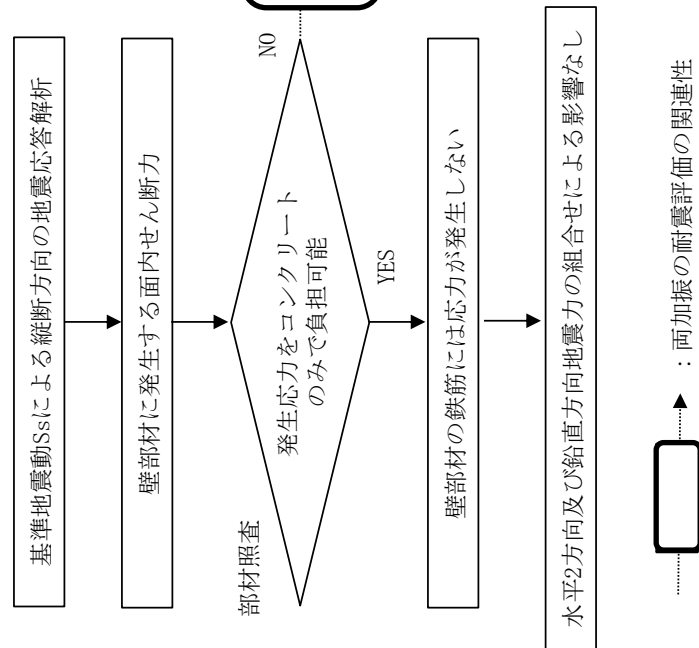 基準地震動Ssによる縦断方向の地震応答解析
壁部材に発生する面内せん断力
部材照査
発生応力をコンクリート
のみで負担可能
NO
YES
壁部材の鉄筋には応力が発生しない
水平2方向及び鉛直方向地震力の組合せによる影響なし
：両加振の耐震評価の関連性